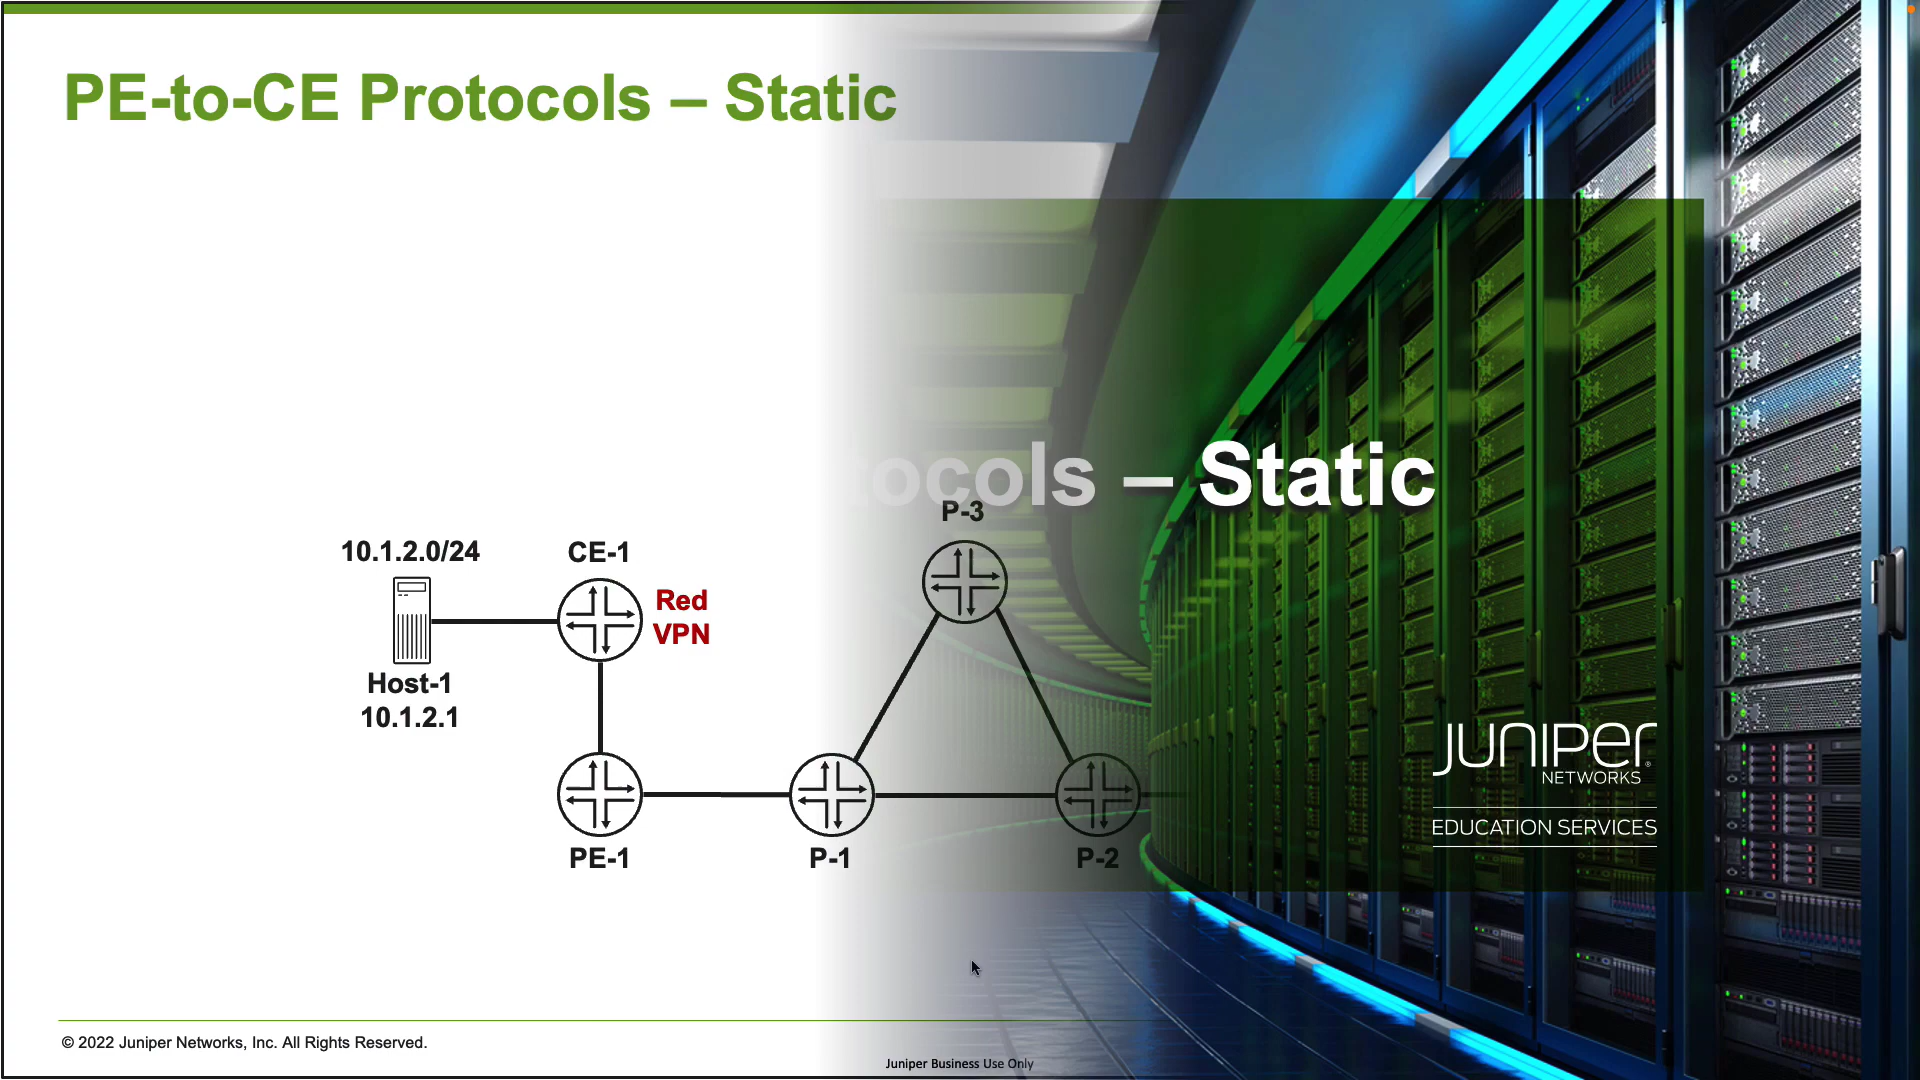 PE-to-CE Protocols – Static
tocols – Static
P-3
10.1.2.0/24
CE-1
Red
VPN
Host-1
10.1.2.1
JUNIPER
NETWORKS
EDUCATION SERVICES
PE-1
P-1
P-2
© 2022 Juniper Networks, Inc. All Rights Reserved.
Juniper Business Use Only